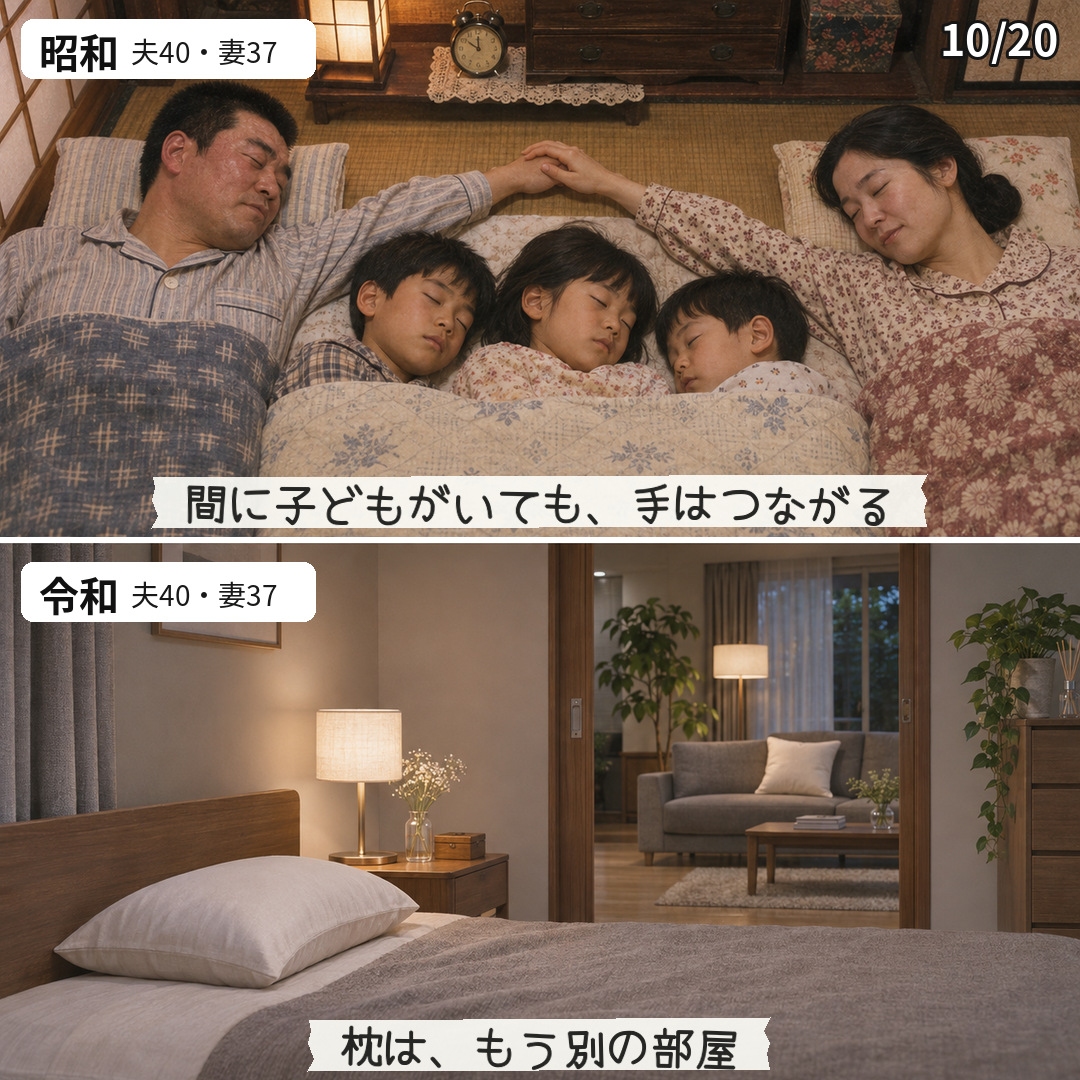 昭和 夫40・妻37
10/20
間に子どもがいても、手はつながる
令和 夫40・妻37
枕は、もう別の部屋